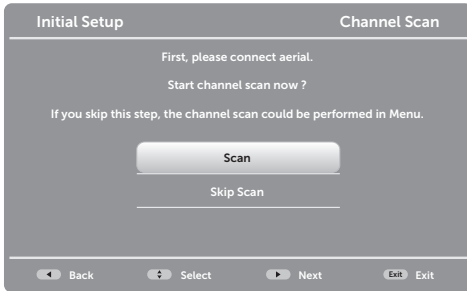 Initial Setup Channel Scan
First, please connect aerial.
Start channel scan now ?
If you skip this step, the channel scan could be performed in Menu.
Scan
Skip Scan
Back Select Next Exit Exit